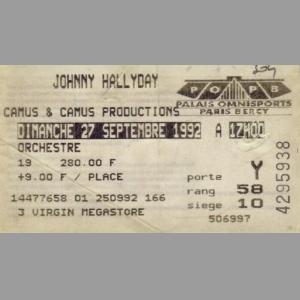 JOHNNY HALLYDAY
POPB
PALAIS OMNISPORTS
PARIS BERCY
CAMUS & CAMUS PRODUCTIONS
DIMANCHE 27 SEPTEMBRE 1992 A 17H00
ORCHESTRE
19 280.00 F
+9.00 F / PLACE
porte Y
rang 58
siege 10
14477658 01 250992 166
3 VIRGIN MEGASTORE
506997
4295938